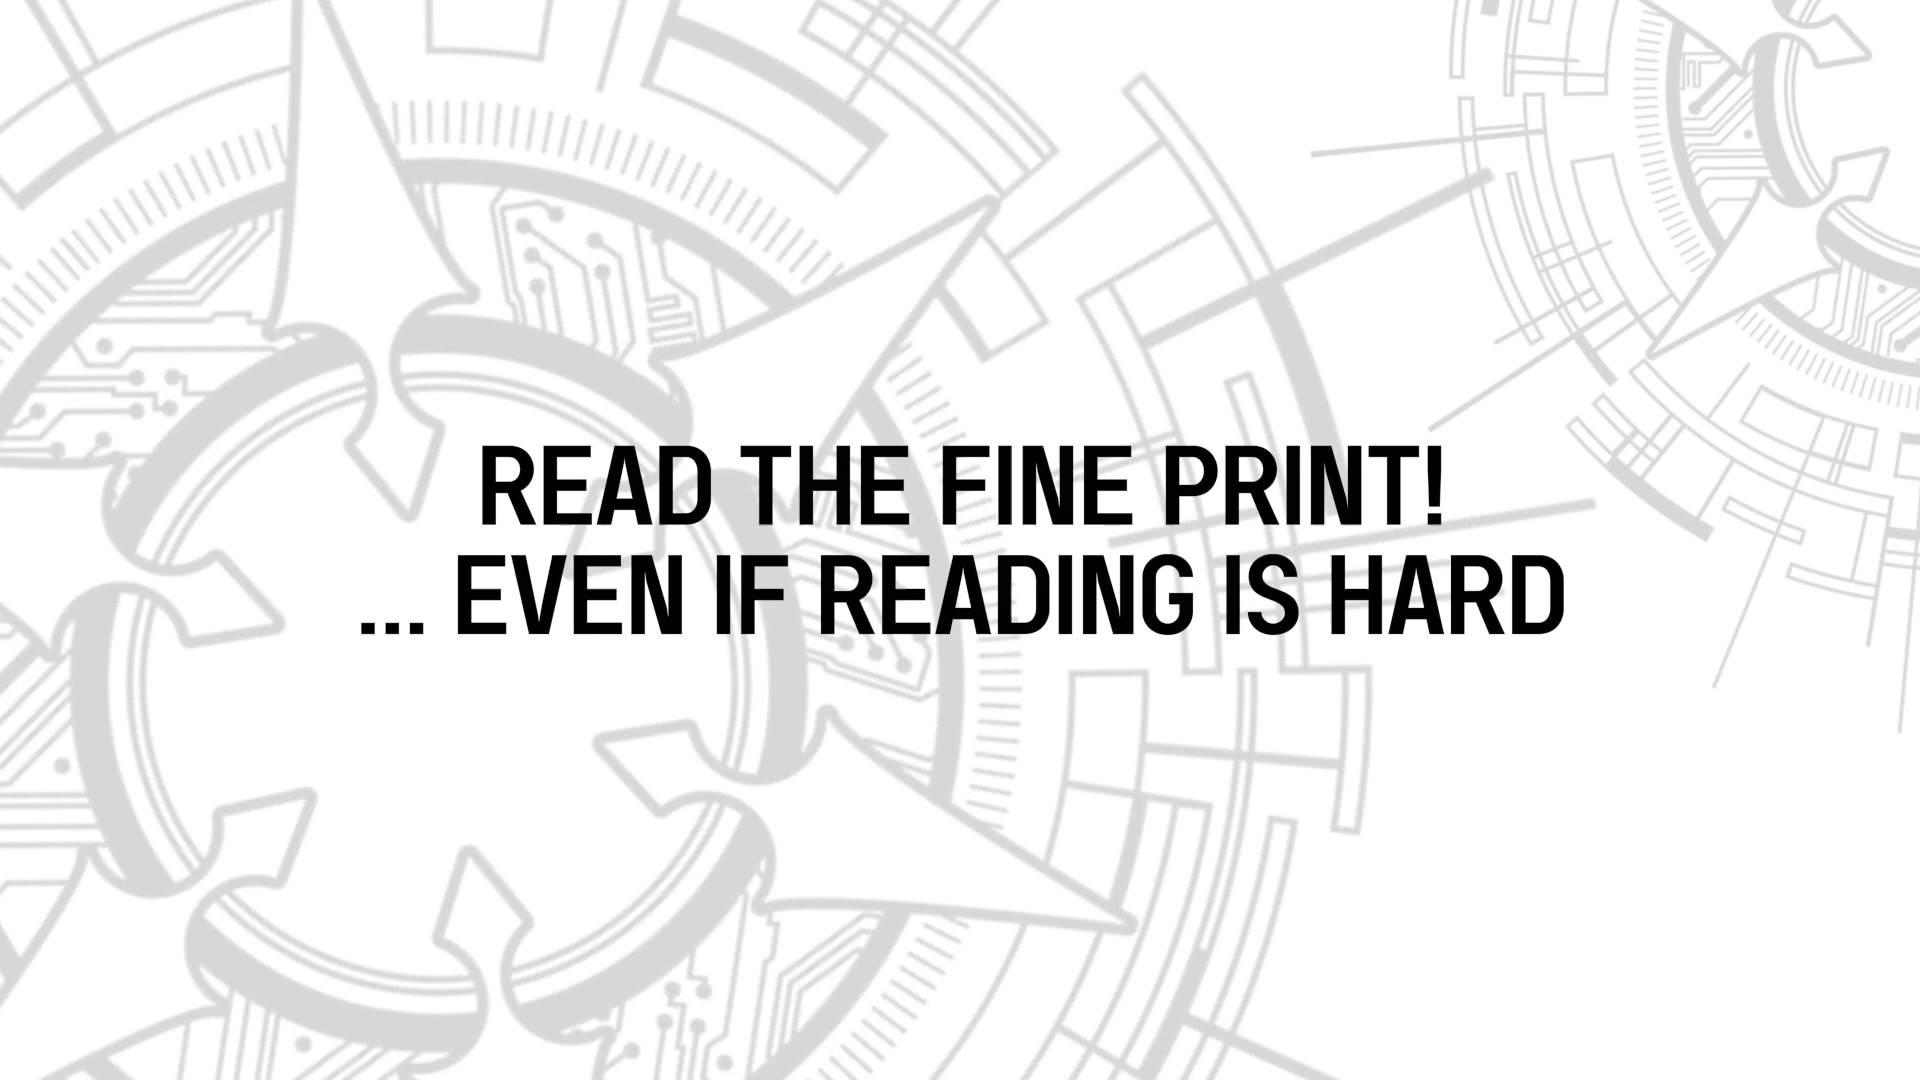 READ THE FINE PRINT!
... EVEN IF READING IS HARD